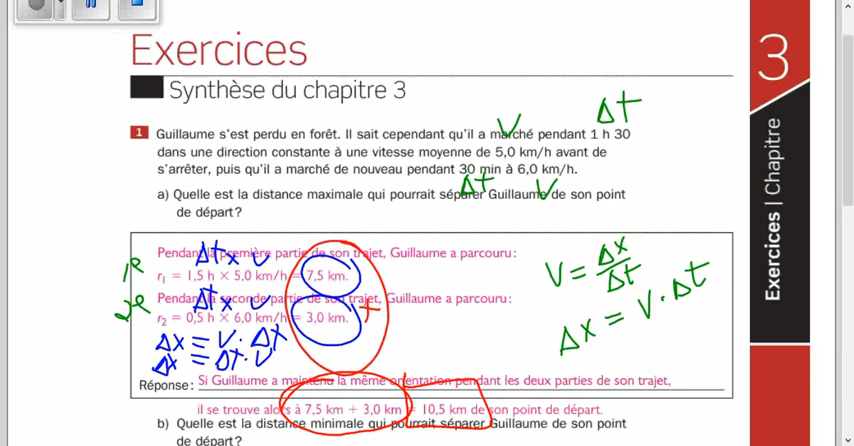 Exercices
Synthèse du chapitre 3
3
Exercices | Chapitre
Δt
V
1 Guillaume s'est perdu en forêt. Il sait cependant qu'il a marché pendant 1 h 30
dans une direction constante à une vitesse moyenne de 5,0 km/h avant de
s'arrêter, puis qu'il a marché de nouveau pendant 30 min à 6,0 km/h.
Δt V
a) Quelle est la distance maximale qui pourrait séparer Guillaume de son point
de départ?
Δt x V
Pendant la première partie de son trajet, Guillaume a parcouru :
1e
r1 = 1,5 h × 5,0 km/h = 7,5 km.
Δt x V
Pendant la seconde partie de son trajet, Guillaume a parcouru :
2e
r2 = 0,5 h × 6,0 km/h = 3,0 km.
+
Δx = V · Δx
Δx = Δt · V
V = Δx / Δt
Δx = V · Δt
Réponse : Si Guillaume a maintenu la même orientation pendant les deux parties de son trajet,
il se trouve alors à 7,5 km + 3,0 km = 10,5 km de son point de départ.
b) Quelle est la distance minimale qui pourrait séparer Guillaume de son point
de départ?